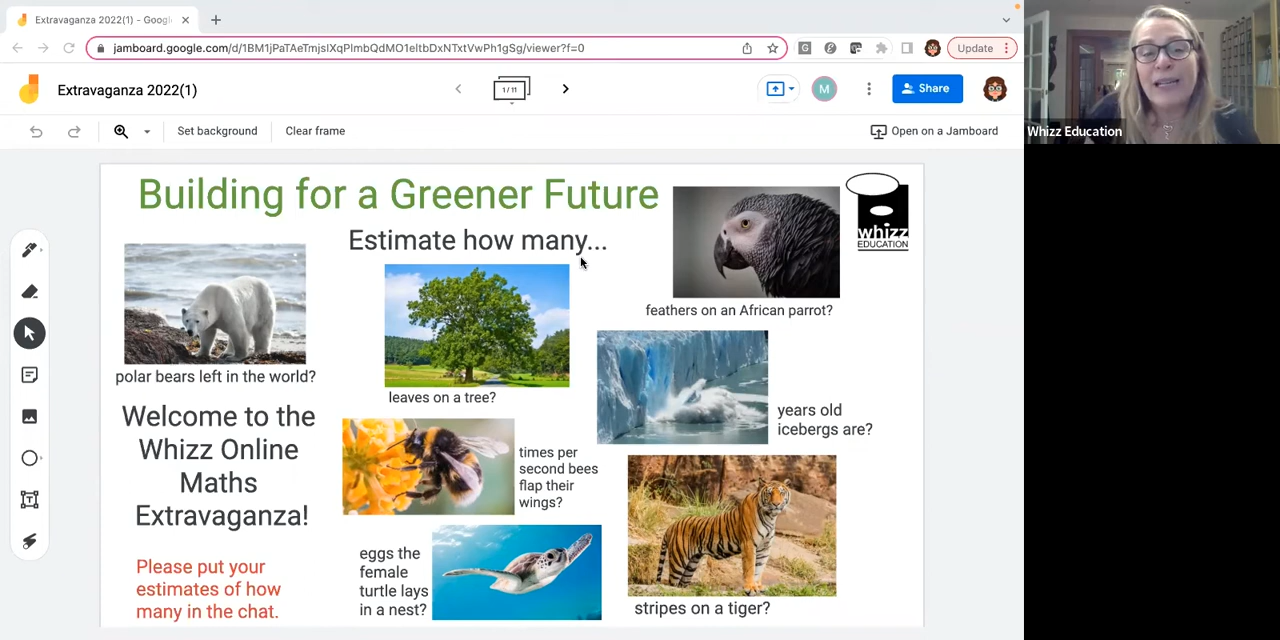 Extravaganza 2022(1) - Googl
jamboard.google.com/d/1BM1jPaTAeTmjsIXqPlmbQdMO1eltbDxNTxtVwPh1gSg/viewer?f=0
Update
Extravaganza 2022(1)
1 / 11
M
Share
Set background
Clear frame
Open on a Jamboard
Whizz Education
Building for a Greener Future
Estimate how many...
whizz
EDUCATION
feathers on an African parrot?
polar bears left in the world?
leaves on a tree?
years old
icebergs are?
Welcome to the
Whizz Online
Maths
Extravaganza!
times per
second bees
flap their
wings?
eggs the
female
turtle lays
in a nest?
stripes on a tiger?
Please put your
estimates of how
many in the chat.